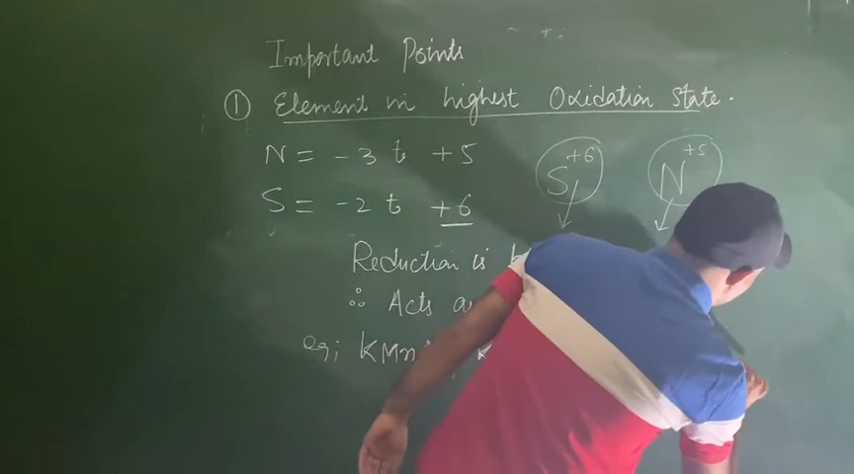 Important Points
① Element in highest Oxidation State.
N = -3 to +5
S = -2 to +6
S+6 N+5
Reduction is
∴ Acts
eg; KMn